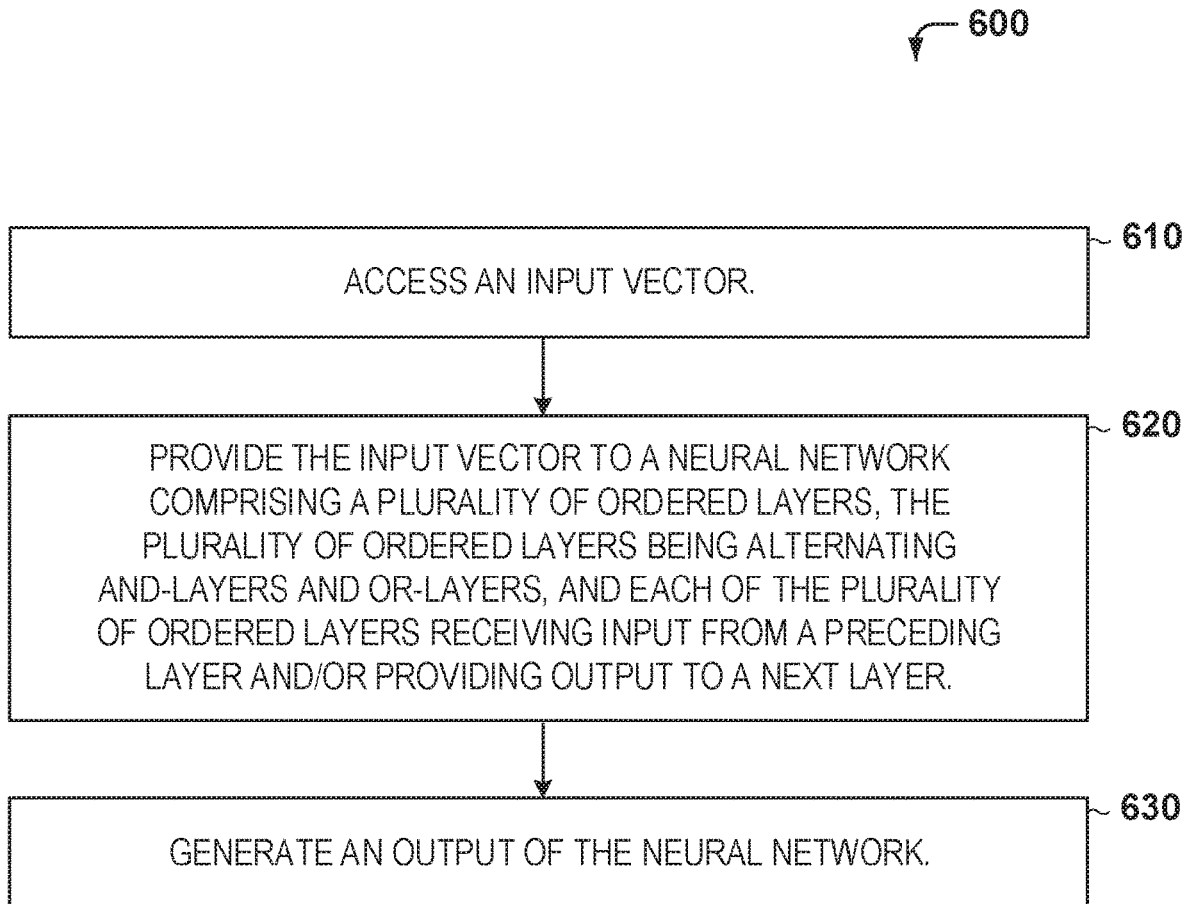 600
610
ACCESS AN INPUT VECTOR.
620
PROVIDE THE INPUT VECTOR TO A NEURAL NETWORK
COMPRISING A PLURALITY OF ORDERED LAYERS, THE
PLURALITY OF ORDERED LAYERS BEING ALTERNATING
AND-LAYERS AND OR-LAYERS, AND EACH OF THE PLURALITY
OF ORDERED LAYERS RECEIVING INPUT FROM A PRECEDING
LAYER AND/OR PROVIDING OUTPUT TO A NEXT LAYER.
630
GENERATE AN OUTPUT OF THE NEURAL NETWORK.